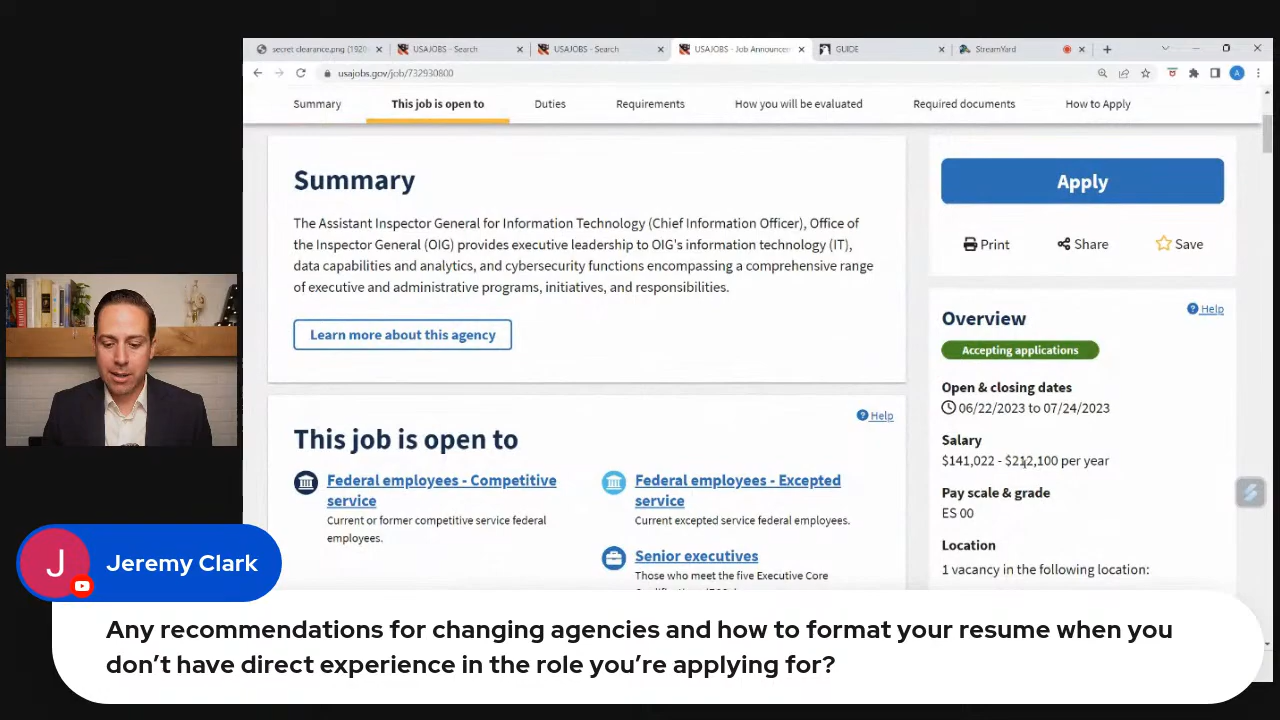 secret clearance.png (1920
USAJOBS - Search
USAJOBS - Search
USAJOBS - Job Announcem
GUIDE
StreamYard
usajobs.gov/job/732930800
A
Summary
This job is open to
Duties
Requirements
How you will be evaluated
Required documents
How to Apply
Summary
The Assistant Inspector General for Information Technology (Chief Information Officer), Office of
the Inspector General (OIG) provides executive leadership to OIG's information technology (IT),
data capabilities and analytics, and cybersecurity functions encompassing a comprehensive range
of executive and administrative programs, initiatives, and responsibilities.
Learn more about this agency
Help
This job is open to
Federal employees - Competitive
service
Current or former competitive service federal
employees.
Federal employees - Excepted
service
Current excepted service federal employees.
Senior executives
Those who meet the five Executive Core
Apply
Print
Share
Save
Help
Overview
Accepting applications
Open & closing dates
06/22/2023 to 07/24/2023
Salary
$141,022 - $212,100 per year
Pay scale & grade
ES 00
Location
1 vacancy in the following location:
J
Jeremy Clark
Any recommendations for changing agencies and how to format your resume when you
don't have direct experience in the role you're applying for?